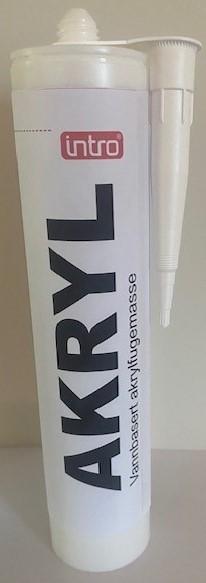 intro
AKRYL
Vannbasert akrylfugemasse